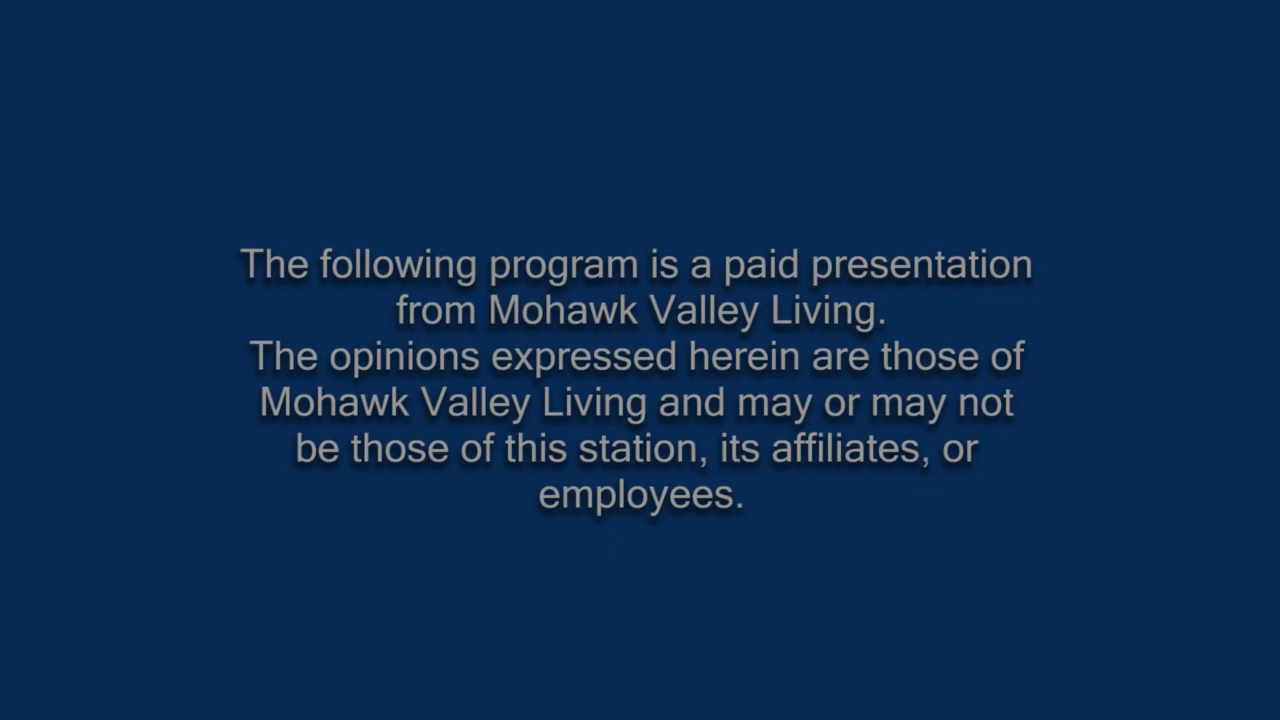 The following program is a paid presentation
from Mohawk Valley Living.
The opinions expressed herein are those of
Mohawk Valley Living and may or may not
be those of this station, its affiliates, or
employees.